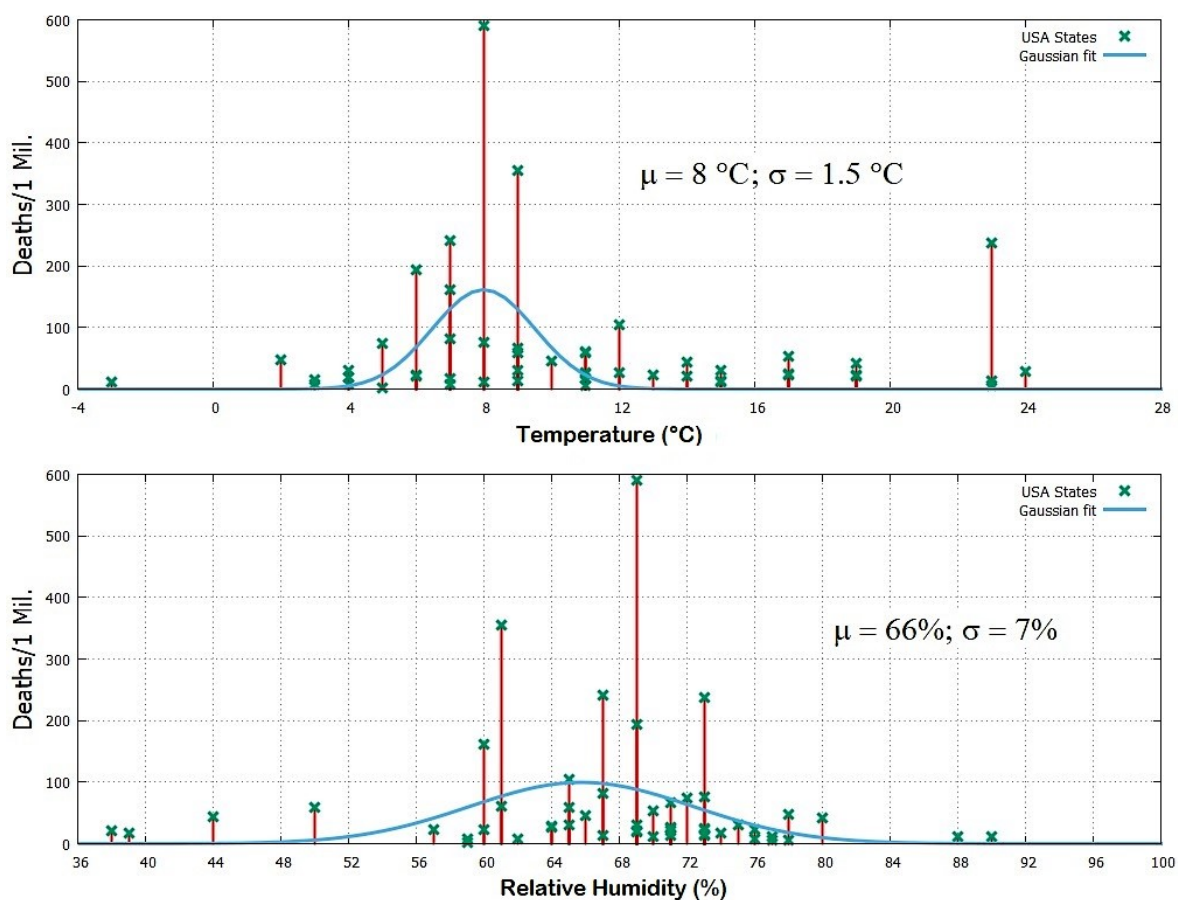 600
500
400
300
200
100
0
Deaths/1 Mil.
USA States
Gaussian fit
μ = 8 °C; σ = 1.5 °C
-4 0 4 8 12 16 20 24 28
Temperature (°C)
600
500
400
300
200
100
0
Deaths/1 Mil.
USA States
Gaussian fit
μ = 66%; σ = 7%
36 40 44 48 52 56 60 64 68 72 76 80 84 88 92 96 100
Relative Humidity (%)